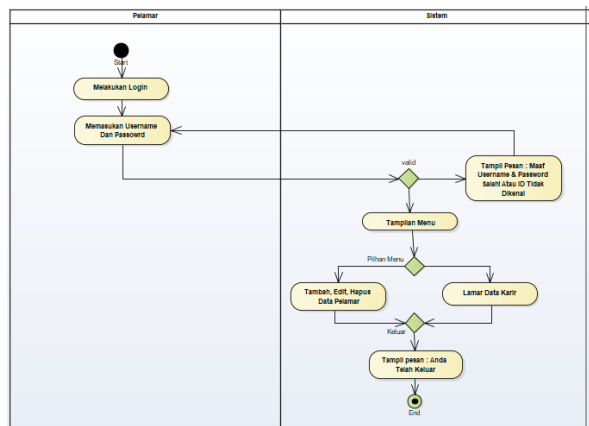 Pelamar
Sistem
Start
Melakukan Login
Memasukan Username
Dan Passowrd
valid
Tampil Pesan : Maaf
Username & Password
Salah! Atau ID Tidak
Dikenal
Tampilan Menu
Pilihan Menu
Tambah, Edit, Hapus
Data Pelamar
Lamar Data Karir
Keluar
Tampil pesan : Anda
Telah Keluar
End